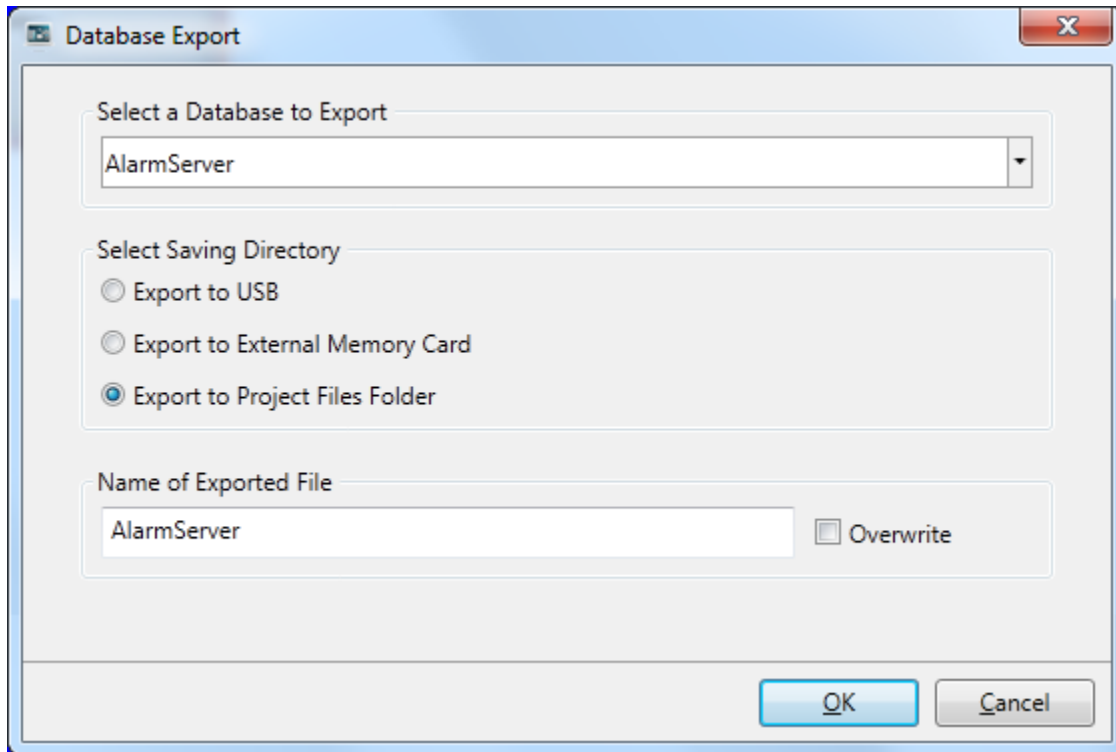 Database Export
Select a Database to Export
AlarmServer
Select Saving Directory
Export to USB
Export to External Memory Card
Export to Project Files Folder
Name of Exported File
AlarmServer
Overwrite
OK
Cancel